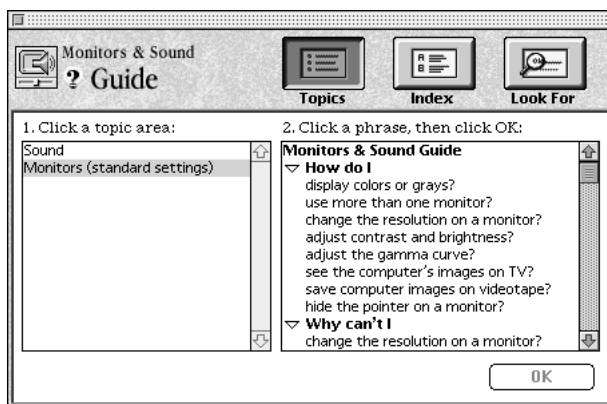 Monitors & Sound
? Guide
Topics
Index
Look For
1. Click a topic area:
Sound
Monitors (standard settings)
2. Click a phrase, then click OK:
Monitors & Sound Guide
How do I
display colors or grays?
use more than one monitor?
change the resolution on a monitor?
adjust contrast and brightness?
adjust the gamma curve?
see the computer's images on TV?
save computer images on videotape?
hide the pointer on a monitor?
Why can't I
change the resolution on a monitor?
OK